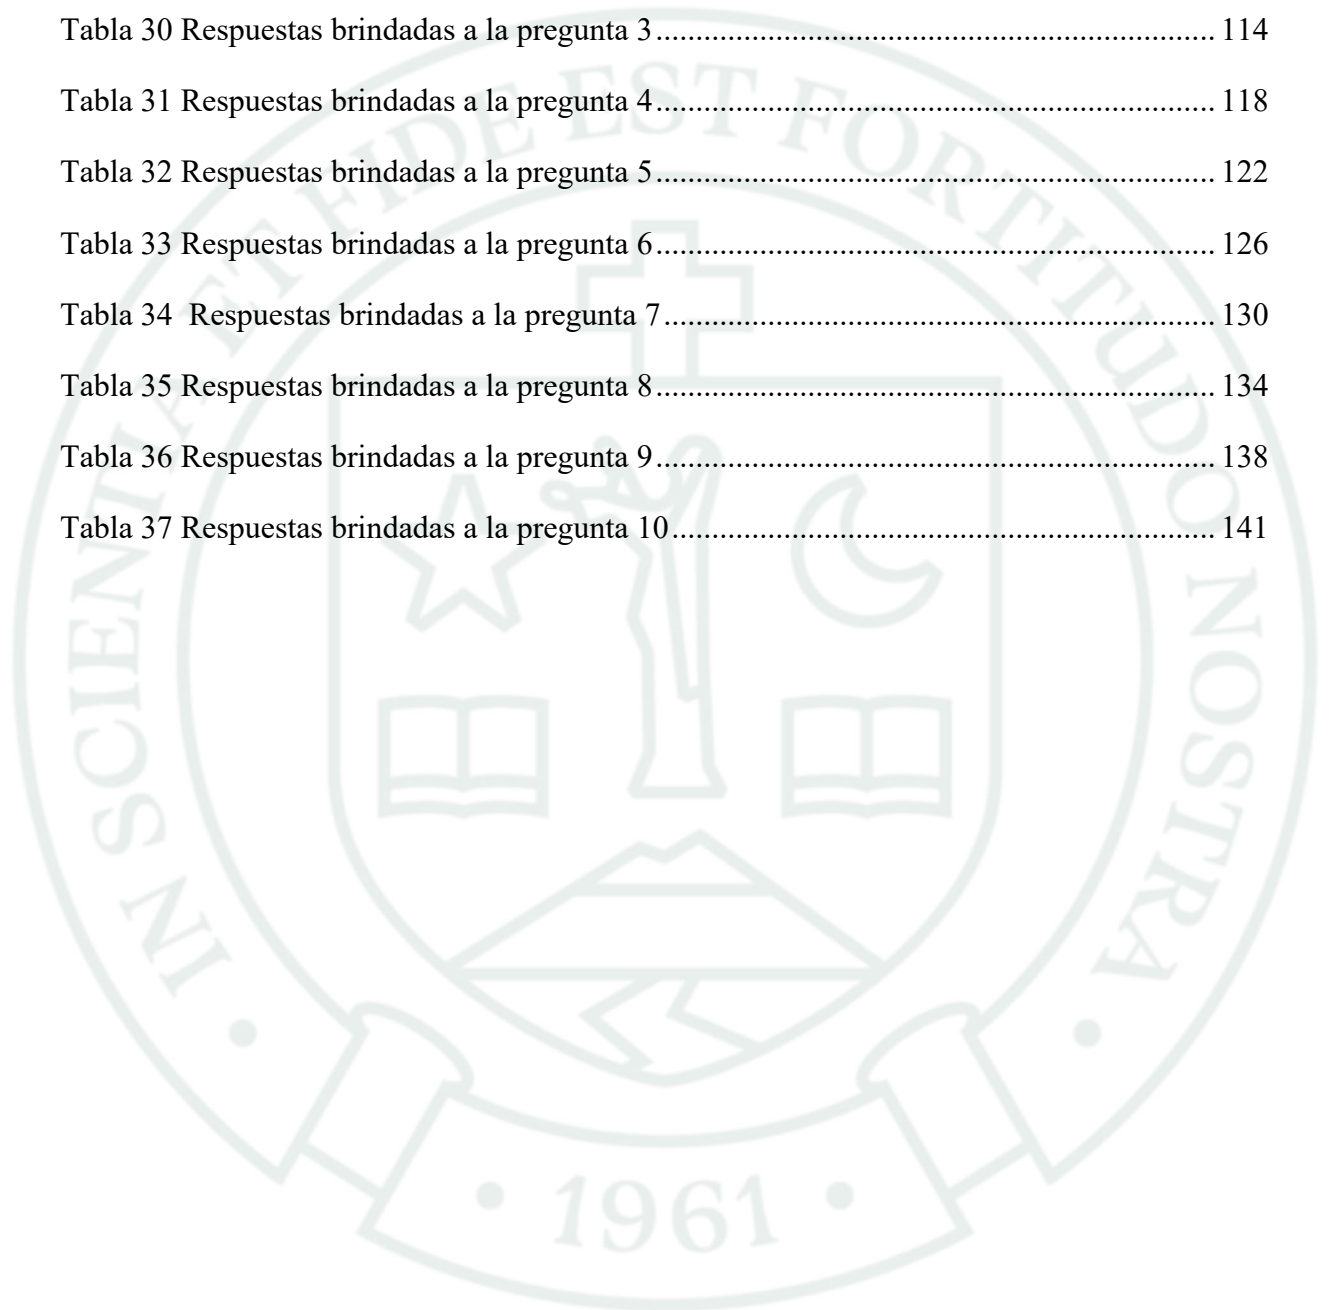 Tabla 30 Respuestas brindadas a la pregunta 3.................................................................... 114
Tabla 31 Respuestas brindadas a la pregunta 4.................................................................... 118
Tabla 32 Respuestas brindadas a la pregunta 5.................................................................... 122
Tabla 33 Respuestas brindadas a la pregunta 6.................................................................... 126
Tabla 34  Respuestas brindadas a la pregunta 7................................................................... 130
Tabla 35 Respuestas brindadas a la pregunta 8.................................................................... 134
Tabla 36 Respuestas brindadas a la pregunta 9.................................................................... 138
Tabla 37 Respuestas brindadas a la pregunta 10.................................................................. 141
IN SCIENTIA ET FIDE EST FORTITUDO NOSTRA
• 1961 •